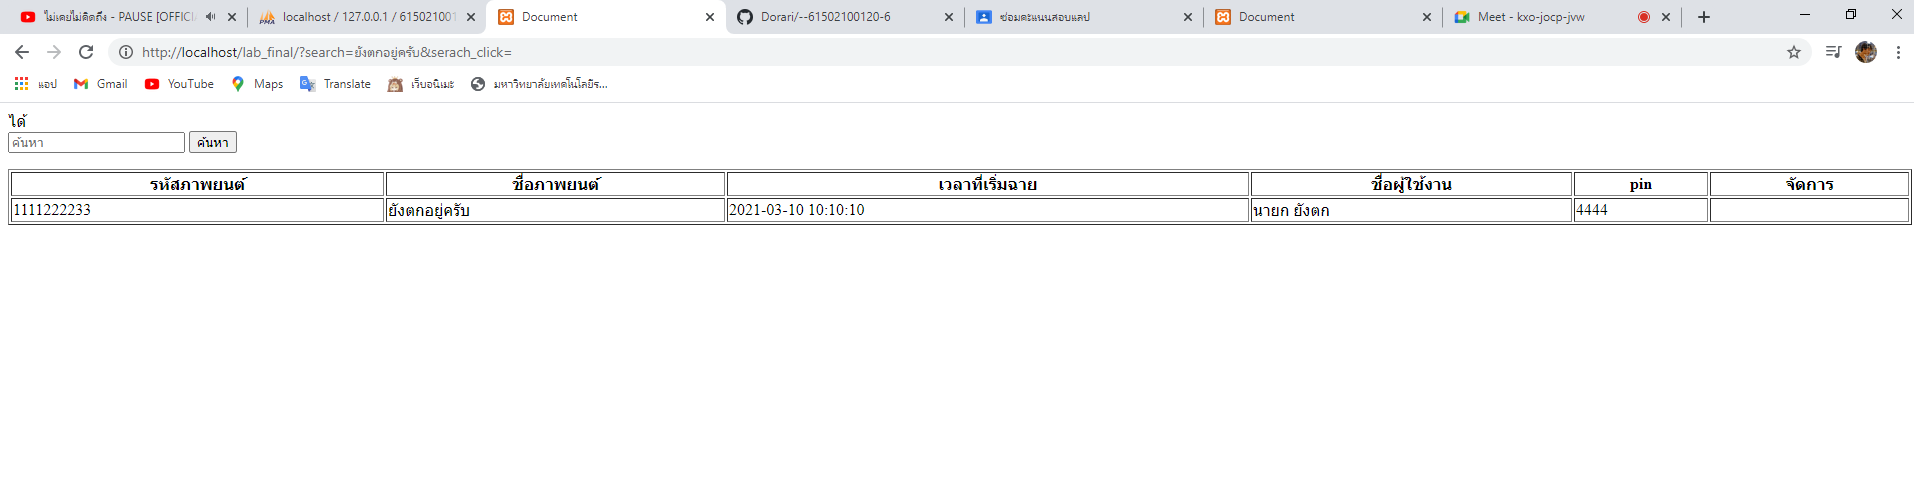 ไม่เคยไม่คิดถึง - PAUSE [OFFICI
localhost / 127.0.0.1 / 615021001
Document
Dorari/--61502100120-6
ซ่อมคะแนนสอบแลป
Document
Meet - kxo-jocp-jvw
http://localhost/lab_final/?search=ยังตกอยู่ครับ&serach_click=
แอป
Gmail
YouTube
Maps
Translate
เว็บอนิเมะ
มหาวิทยาลัยเทคโนโลยีร...
ได้
ค้นหา ค้นหา
รหัสภาพยนต์ ชื่อภาพยนต์ เวลาที่เริ่มฉาย ชื่อผู้ใช้งาน pin จัดการ
1111222233 ยังตกอยู่ครับ 2021-03-10 10:10:10 นายก ยังตก 4444